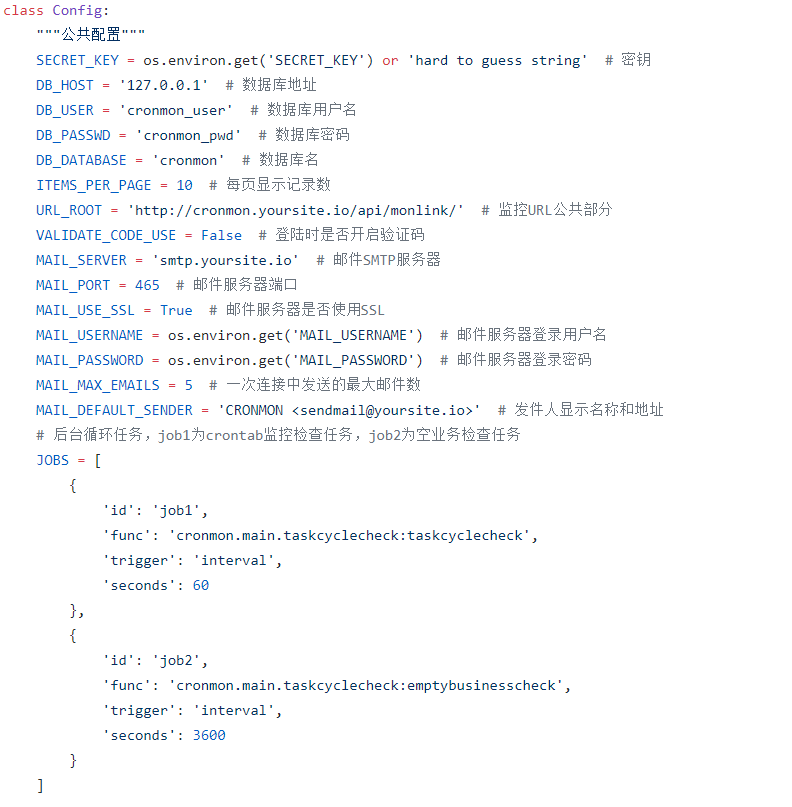 class Config:
    """公共配置"""
    SECRET_KEY = os.environ.get('SECRET_KEY') or 'hard to guess string'  # 密钥
    DB_HOST = '127.0.0.1'  # 数据库地址
    DB_USER = 'cronmon_user'  # 数据库用户名
    DB_PASSWD = 'cronmon_pwd'  # 数据库密码
    DB_DATABASE = 'cronmon'  # 数据库名
    ITEMS_PER_PAGE = 10  # 每页显示记录数
    URL_ROOT = 'http://cronmon.yoursite.io/api/monlink/'  # 监控URL公共部分
    VALIDATE_CODE_USE = False  # 登陆时是否开启验证码
    MAIL_SERVER = 'smtp.yoursite.io'  # 邮件SMTP服务器
    MAIL_PORT = 465  # 邮件服务器端口
    MAIL_USE_SSL = True  # 邮件服务器是否使用SSL
    MAIL_USERNAME = os.environ.get('MAIL_USERNAME')  # 邮件服务器登录用户名
    MAIL_PASSWORD = os.environ.get('MAIL_PASSWORD')  # 邮件服务器登录密码
    MAIL_MAX_EMAILS = 5  # 一次连接中发送的最大邮件数
    MAIL_DEFAULT_SENDER = 'CRONMON <sendmail@yoursite.io>'  # 发件人显示名称和地址
    # 后台循环任务，job1为crontab监控检查任务，job2为空业务检查任务
    JOBS = [
        {
            'id': 'job1',
            'func': 'cronmon.main.taskcyclecheck:taskcyclecheck',
            'trigger': 'interval',
            'seconds': 60
        },
        {
            'id': 'job2',
            'func': 'cronmon.main.taskcyclecheck:emptybusinesscheck',
            'trigger': 'interval',
            'seconds': 3600
        }
    ]